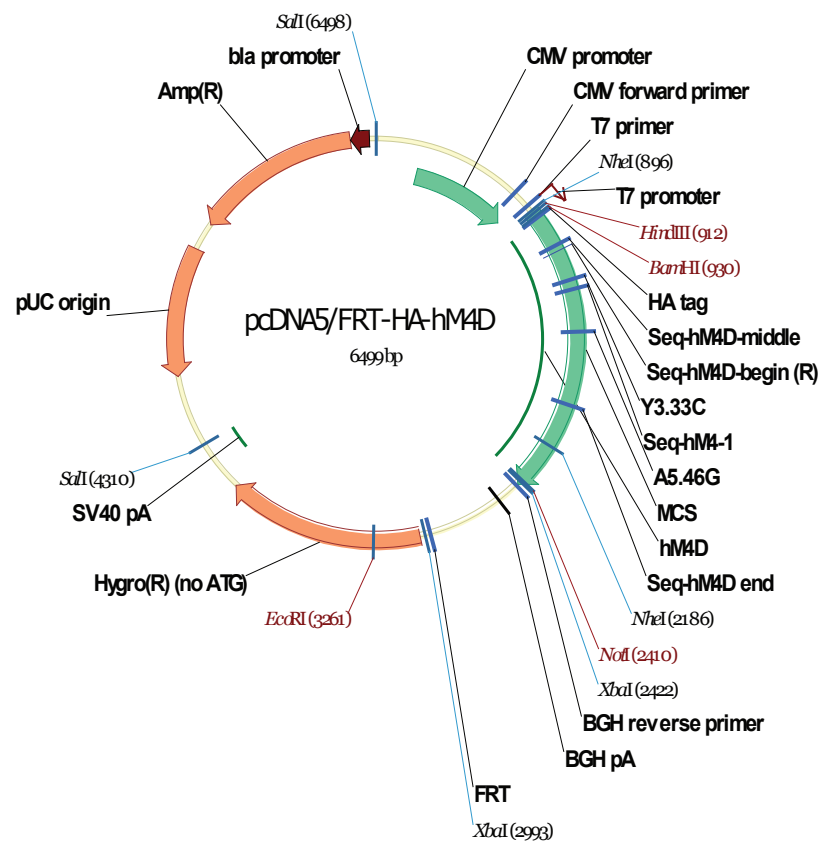 SalI (6498)
bla promoter
Amp(R)
CMV promoter
CMV forward primer
T7 primer
NheI (896)
T7 promoter
HindIII (912)
BamHI (930)
HA tag
Seq-hM4D-middle
Seq-hM4D-begin (R)
Y3.33C
Seq-hM4-1
A5.46G
MCS
hM4D
Seq-hM4D end
NheI (2186)
NotI (2410)
XbaI (2422)
BGH reverse primer
BGH pA
FRT
XbaI (2993)
EcoRI (3261)
Hygro(R) (no ATG)
SV40 pA
SalI (4310)
pUC origin
pcDNA5/FRT-HA-hM4D
6499 bp